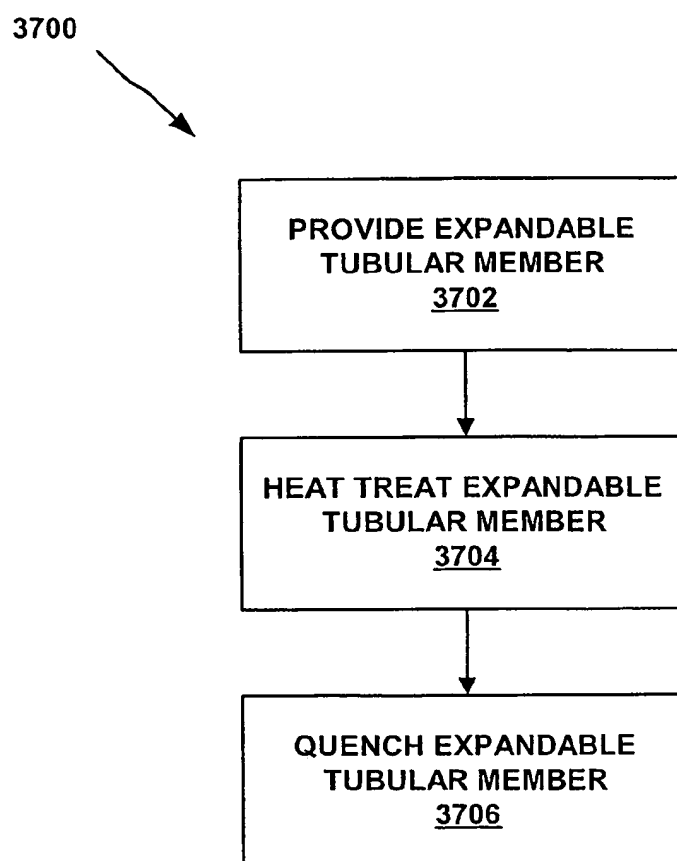 3700
PROVIDE EXPANDABLE
TUBULAR MEMBER
3702
HEAT TREAT EXPANDABLE
TUBULAR MEMBER
3704
QUENCH EXPANDABLE
TUBULAR MEMBER
3706